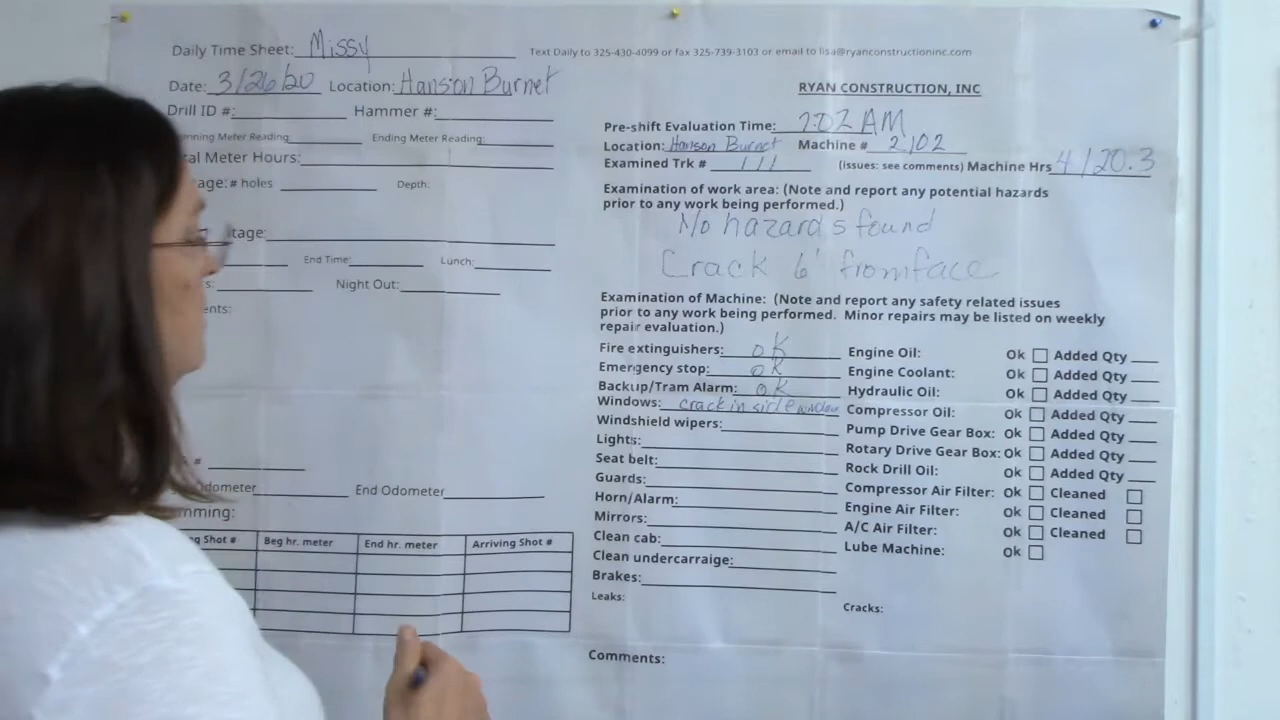 Daily Time Sheet: Missy
Text Daily to 325-430-4099 or fax 325-739-3103 or email to lisa@ryanconstructioninc.com
Date: 3/26/20 Location: Hanson Burnet
Drill ID #: Hammer #:
Meter Reading: Ending Meter Reading:
Meter Hours:
# holes Depth:
End Time: Lunch:
Night Out:
#
End Odometer
Shot # Beg hr. meter End hr. meter Arriving Shot #
RYAN CONSTRUCTION, INC
Pre-shift Evaluation Time: 7:02 AM
Location: Hanson Burnet Machine # 2102
Examined Trk # 111 (issues: see comments) Machine Hrs 4120.3
Examination of work area: (Note and report any potential hazards
prior to any work being performed.)
No hazards found
Crack 6' from face
Examination of Machine: (Note and report any safety related issues
prior to any work being performed. Minor repairs may be listed on weekly
repair evaluation.)
Fire extinguishers: ok Engine Oil: Ok Added Qty
Emergency stop: ok Engine Coolant: Ok Added Qty
Backup/Tram Alarm: ok Hydraulic Oil: Ok Added Qty
Windows: crack in side window Compressor Oil: Ok Added Qty
Windshield wipers: Pump Drive Gear Box: Ok Added Qty
Lights: Rotary Drive Gear Box: Ok Added Qty
Seat belt: Rock Drill Oil: Ok Added Qty
Guards: Compressor Air Filter: Ok Cleaned
Horn/Alarm: Engine Air Filter: Ok Cleaned
Mirrors: A/C Air Filter: Ok Cleaned
Clean cab: Lube Machine: Ok
Clean undercarraige:
Brakes:
Leaks: Cracks:
Comments: